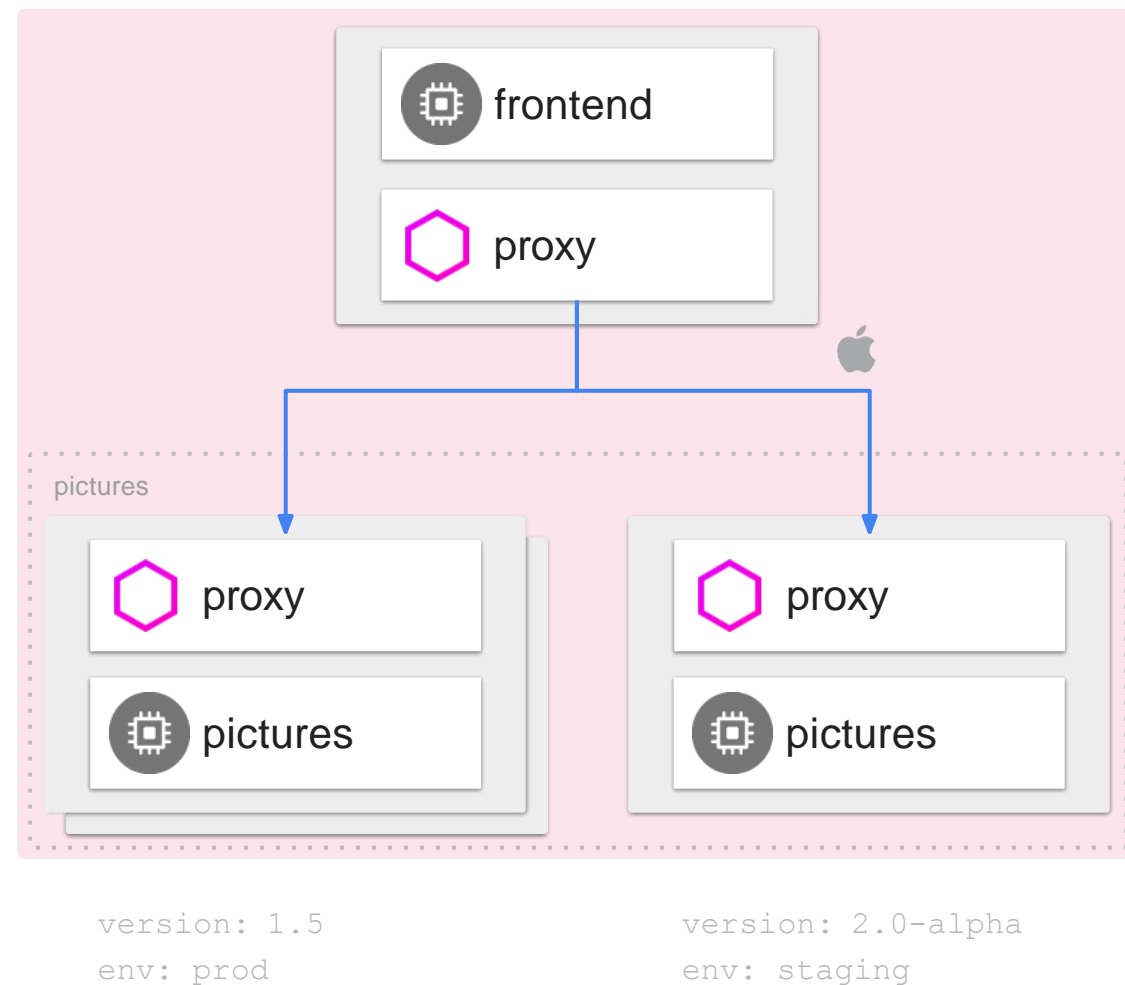 frontend
proxy
pictures
proxy
proxy
pictures
pictures
version: 1.5
version: 2.0-alpha
env: prod
env: staging